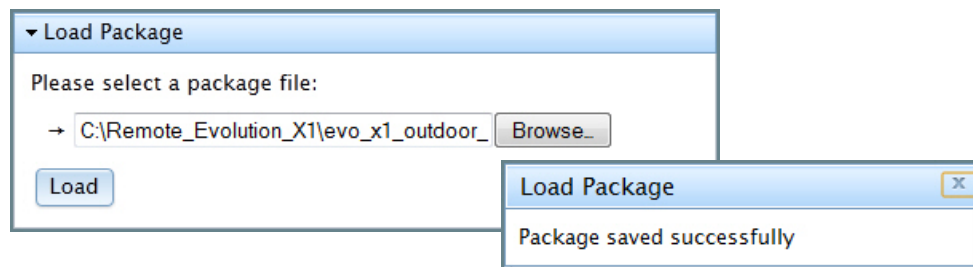 Load Package
Please select a package file:
→ C:\Remote_Evolution_X1\evo_x1_outdoor_ Browse...
Load
Load Package x
Package saved successfully